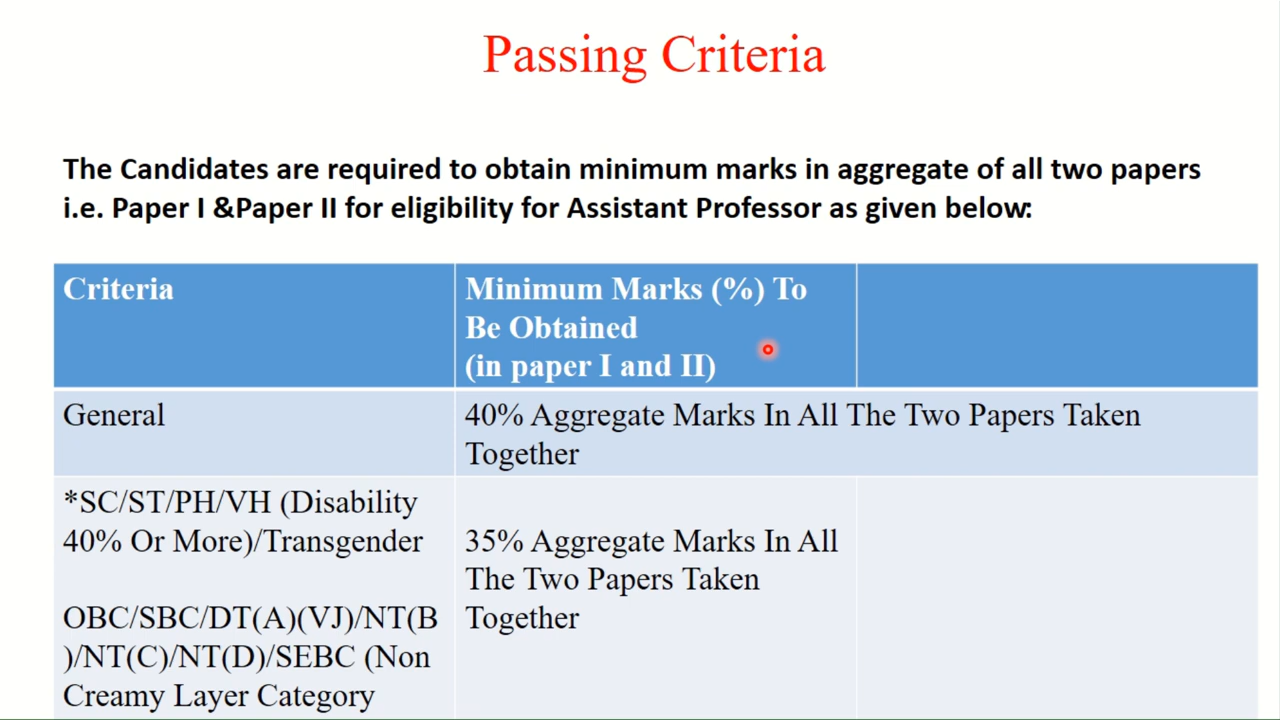 Passing Criteria
The Candidates are required to obtain minimum marks in aggregate of all two papers
i.e. Paper I &Paper II for eligibility for Assistant Professor as given below:
Criteria
Minimum Marks (%) To
Be Obtained
(in paper I and II)
General
40% Aggregate Marks In All The Two Papers Taken
Together
*SC/ST/PH/VH (Disability
40% Or More)/Transgender
OBC/SBC/DT(A)(VJ)/NT(B
)/NT(C)/NT(D)/SEBC (Non
Creamy Layer Category
35% Aggregate Marks In All
The Two Papers Taken
Together